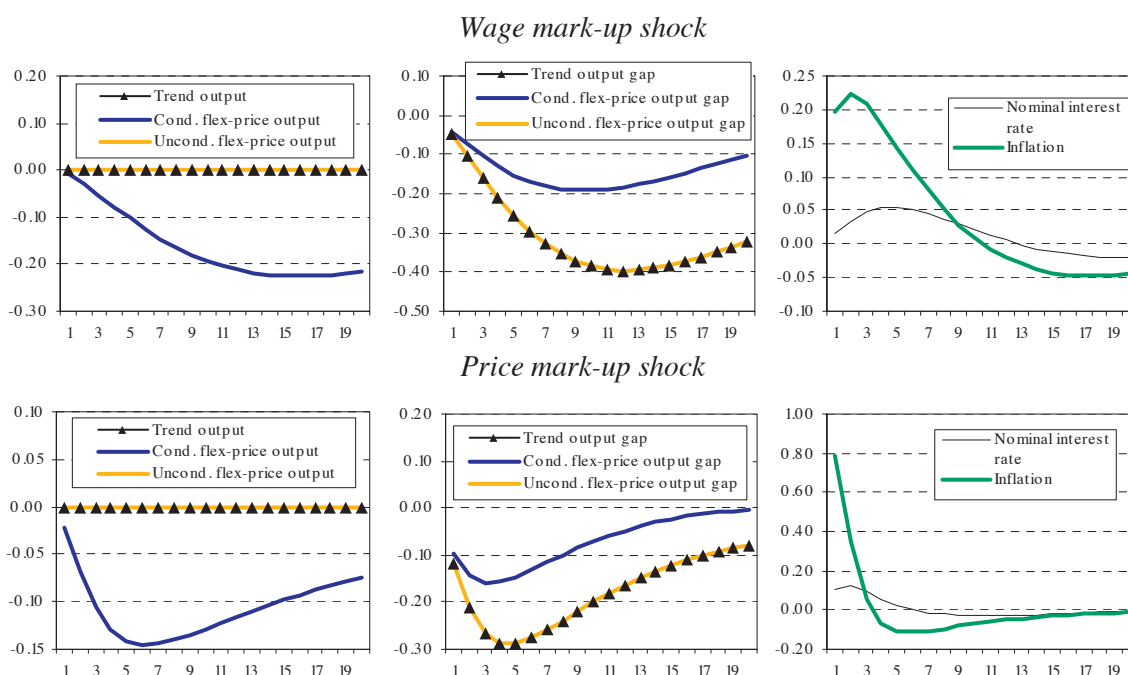 Wage mark-up shock
0.20
0.10
0.00
-0.10
-0.20
-0.30
Trend output
Cond. flex-price output
Uncond. flex-price output
1 3 5 7 9 11 13 15 17 19
0.10
0.00
-0.10
-0.20
-0.30
-0.40
-0.50
Trend output gap
Cond. flex-price output gap
Uncond. flex-price output gap
1 3 5 7 9 11 13 15 17 19
0.25
0.20
0.15
0.10
0.05
0.00
-0.05
-0.10
Nominal interest
rate
Inflation
1 3 5 7 9 11 13 15 17 19
Price mark-up shock
0.10
0.05
0.00
-0.05
-0.10
-0.15
Trend output
Cond. flex-price output
Uncond. flex-price output
1 3 5 7 9 11 13 15 17 19
0.20
0.10
0.00
-0.10
-0.20
-0.30
Trend output gap
Cond. flex-price output gap
Uncond. flex-price output gap
1 3 5 7 9 11 13 15 17 19
1.00
0.80
0.60
0.40
0.20
0.00
-0.20
Nominal interest
rate
Inflation
1 3 5 7 9 11 13 15 17 19